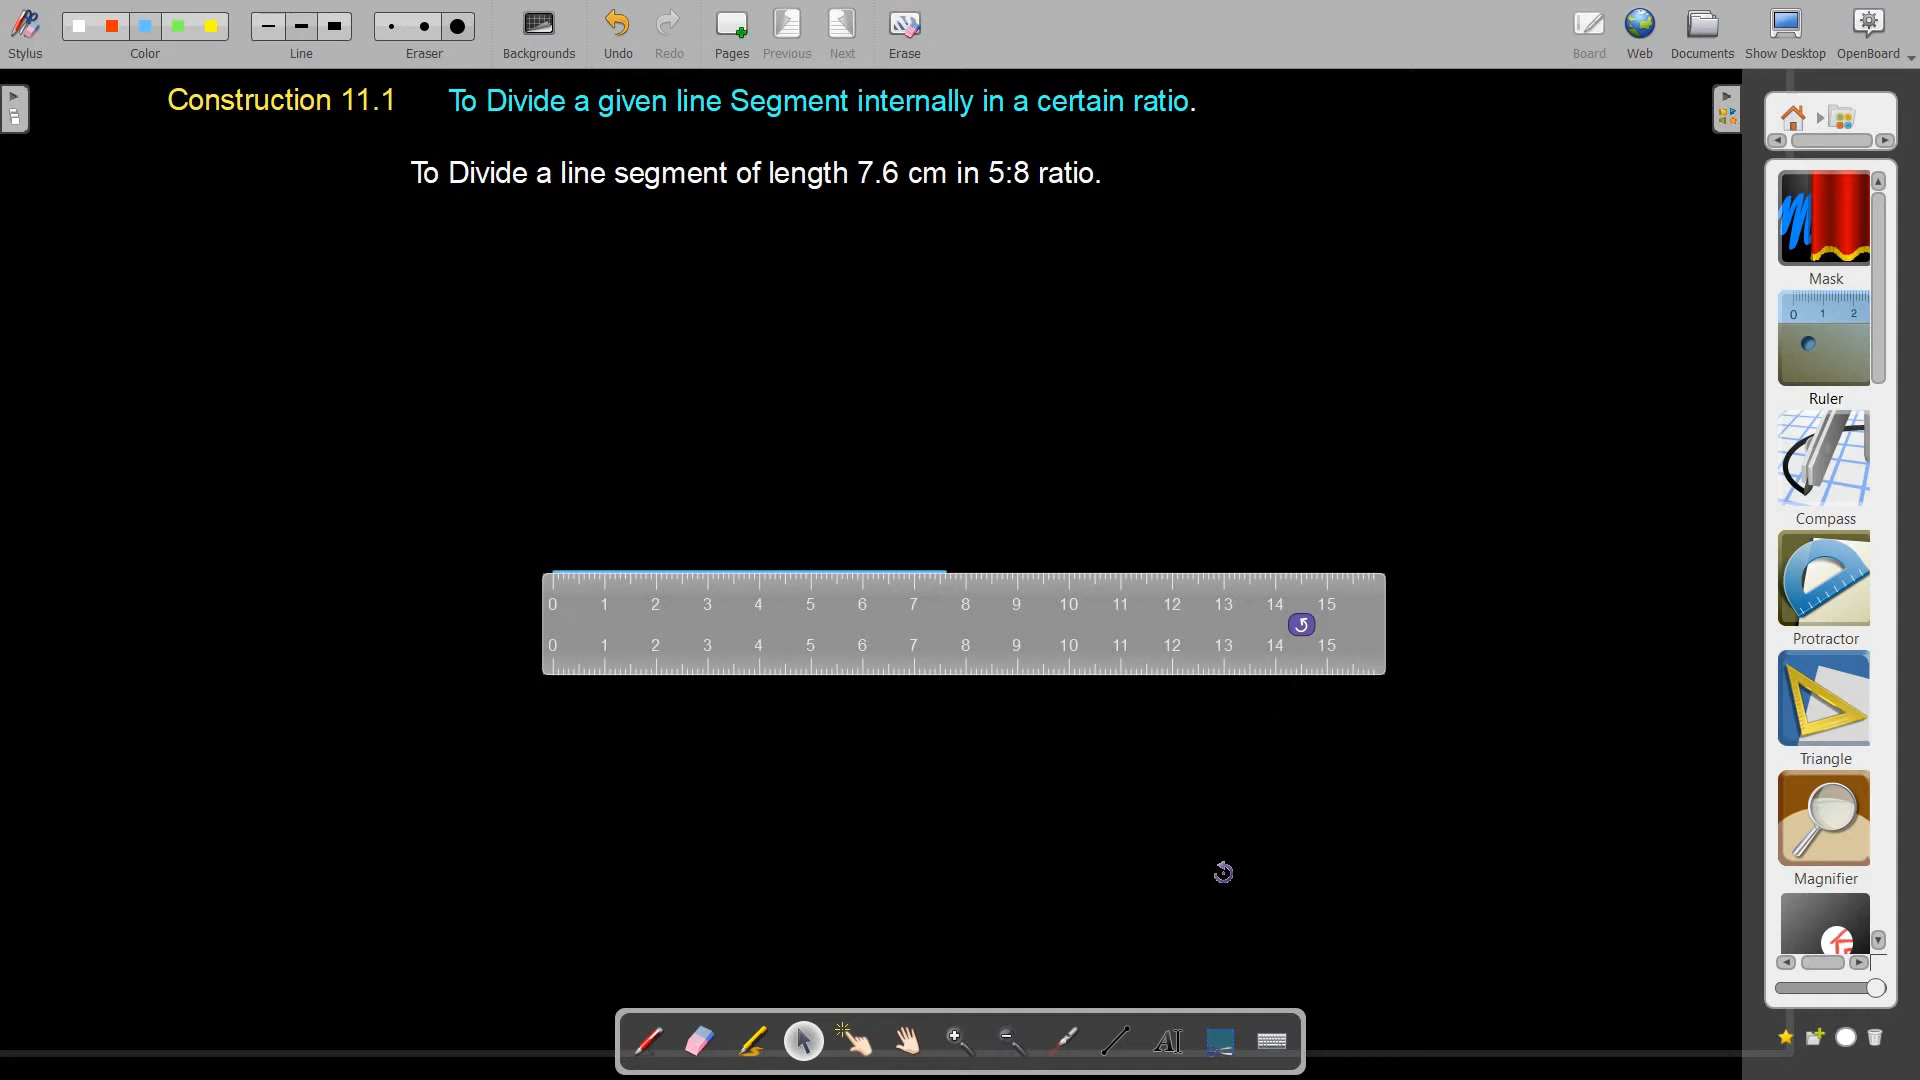 Stylus Color Line Eraser Backgrounds Undo Redo Pages Previous Next Erase Board Web Documents Show Desktop OpenBoard
Construction 11.1 To Divide a given line Segment internally in a certain ratio.
To Divide a line segment of length 7.6 cm in 5:8 ratio.
0 1 2 3 4 5 6 7 8 9 10 11 12 13 14 15
0 1 2 3 4 5 6 7 8 9 10 11 12 13 14 15
Mask
0 1 2
Ruler
Compass
Protractor
Triangle
Magnifier
AI